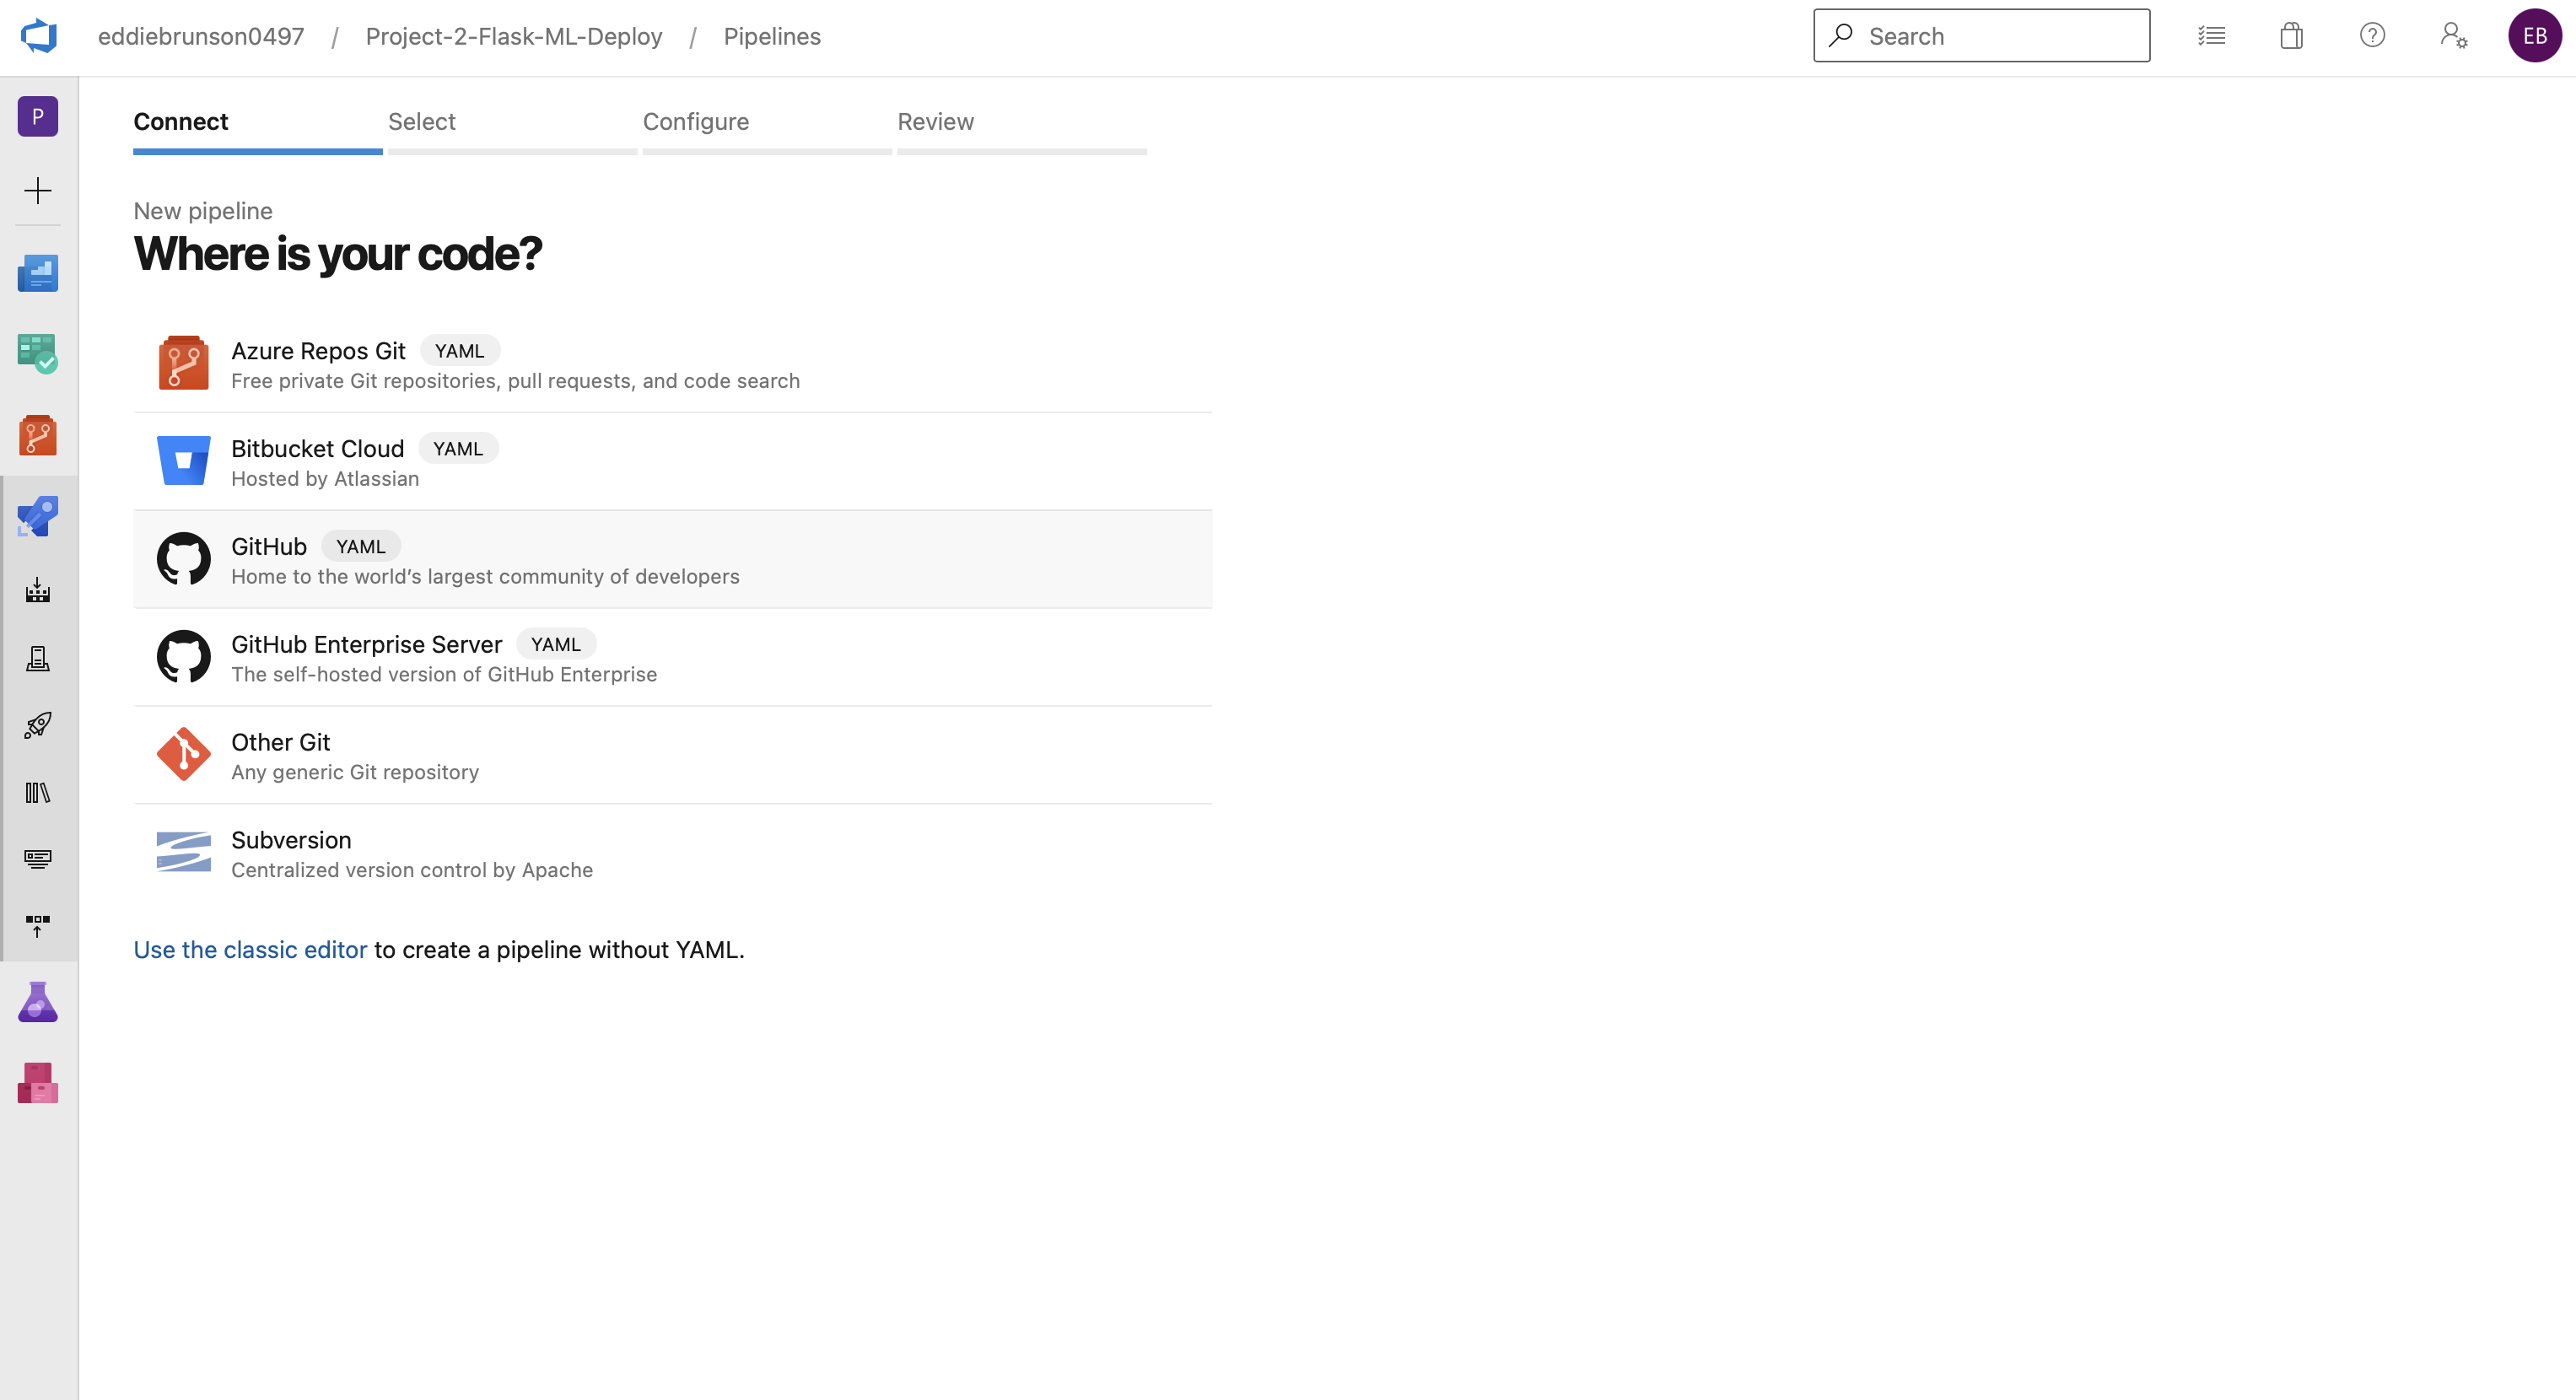 eddiebrunson0497 / Project-2-Flask-ML-Deploy / Pipelines
Search
EB
P
Connect
Select
Configure
Review
New pipeline
Where is your code?
Azure Repos Git YAML
Free private Git repositories, pull requests, and code search
Bitbucket Cloud YAML
Hosted by Atlassian
GitHub YAML
Home to the world’s largest community of developers
GitHub Enterprise Server YAML
The self-hosted version of GitHub Enterprise
Other Git
Any generic Git repository
Subversion
Centralized version control by Apache
Use the classic editor to create a pipeline without YAML.